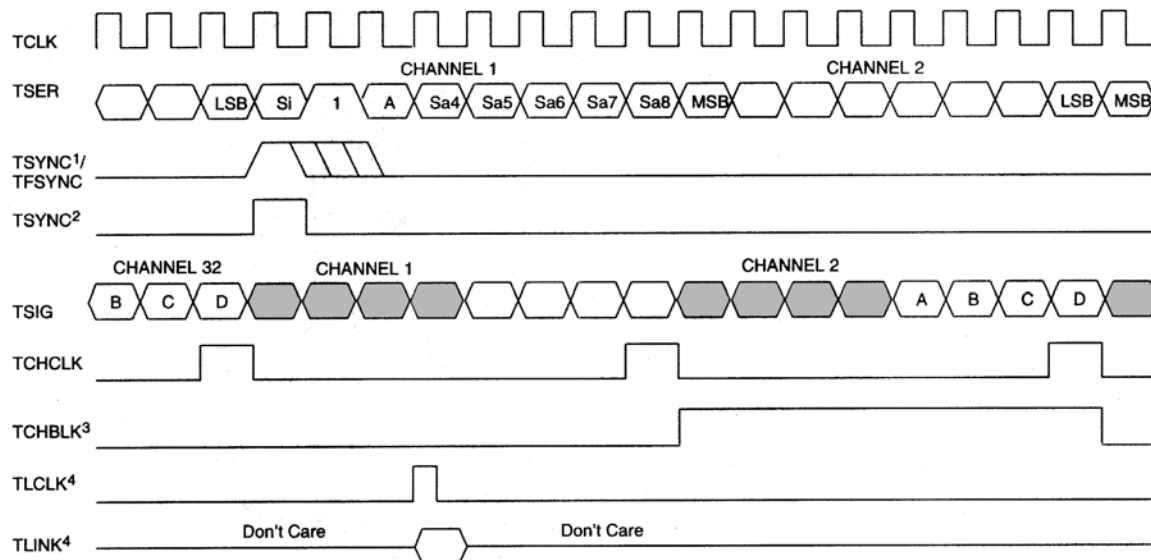 TCLK
CHANNEL 1 CHANNEL 2
TSER LSB Si 1 A Sa4 Sa5 Sa6 Sa7 Sa8 MSB LSB MSB
TSYNC¹/
TFSYNC
TSYNC²
CHANNEL 32 CHANNEL 1 CHANNEL 2
TSIG B C D A B C D
TCHCLK
TCHBLK³
TLCLK⁴
TLINK⁴ Don't Care Don't Care